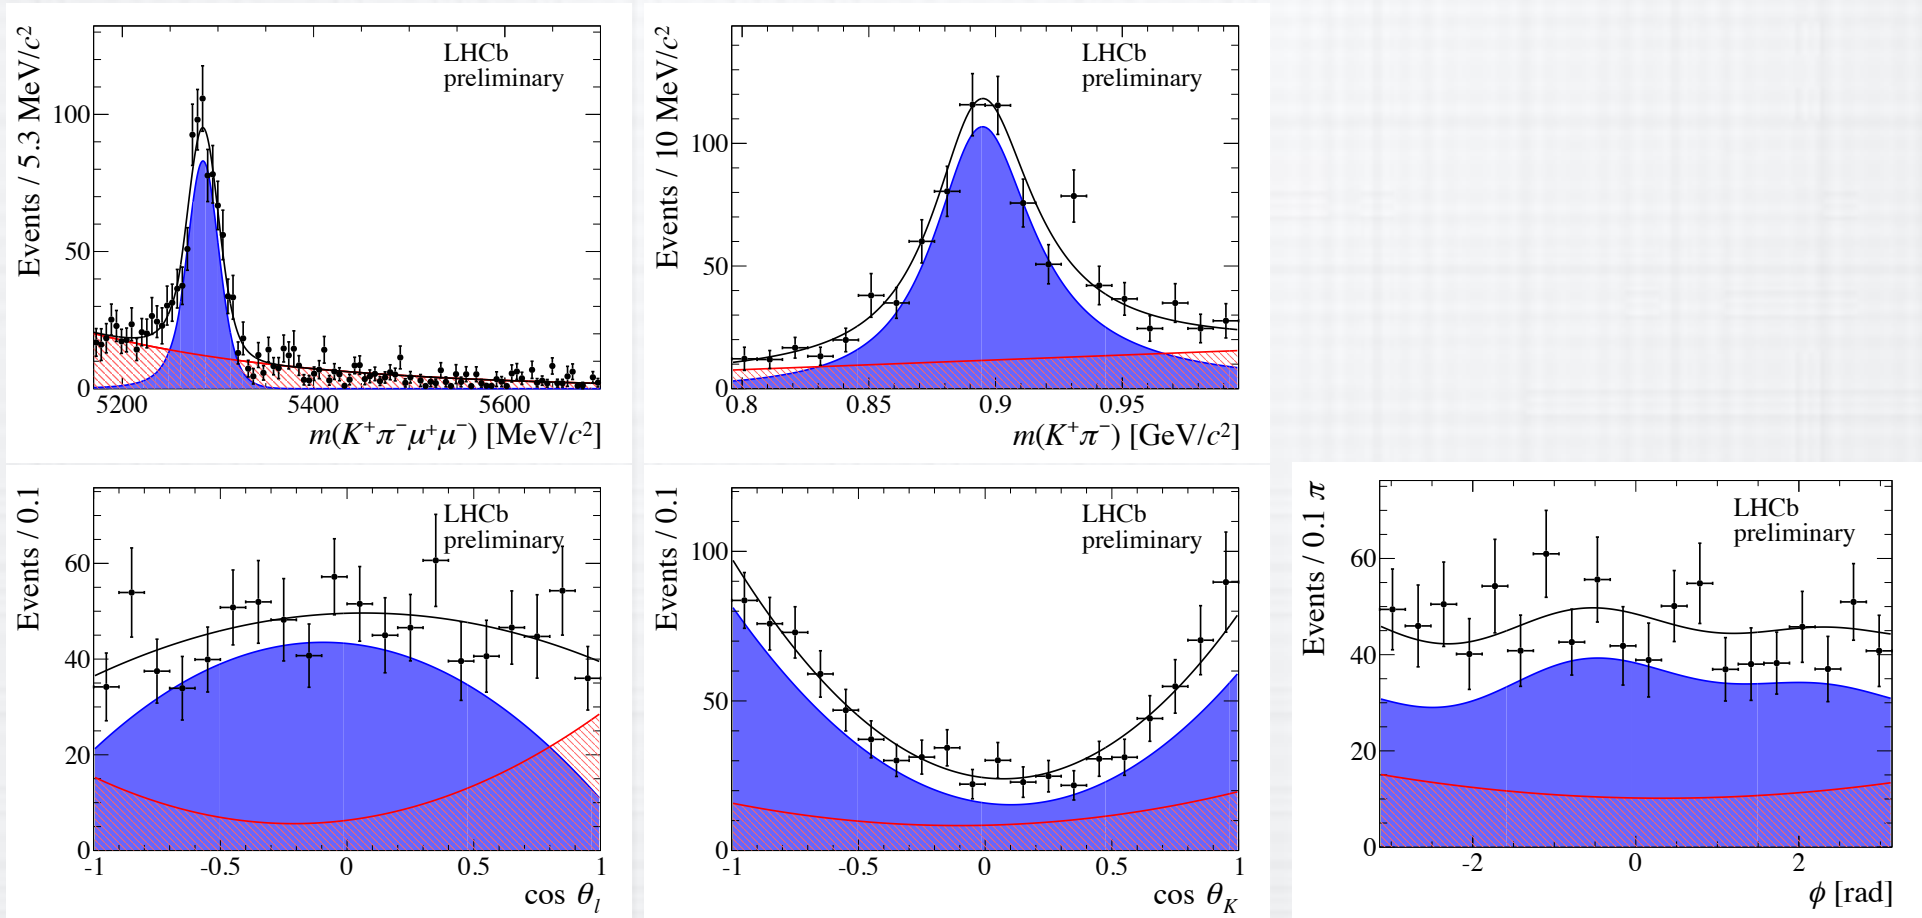 Events / 5.3 MeV/c²
LHCb
preliminary
100
50
0
5200 5400 5600
m(K⁺π⁻μ⁺μ⁻) [MeV/c²]
Events / 10 MeV/c²
LHCb
preliminary
100
50
0
0.8 0.85 0.9 0.95
m(K⁺π⁻) [GeV/c²]
Events / 0.1
LHCb
preliminary
60
40
20
0
-1 -0.5 0 0.5 1
cos θ_l
Events / 0.1
LHCb
preliminary
100
50
0
-1 -0.5 0 0.5 1
cos θ_K
Events / 0.1 π
LHCb
preliminary
60
40
20
0
-2 0 2
ϕ [rad]